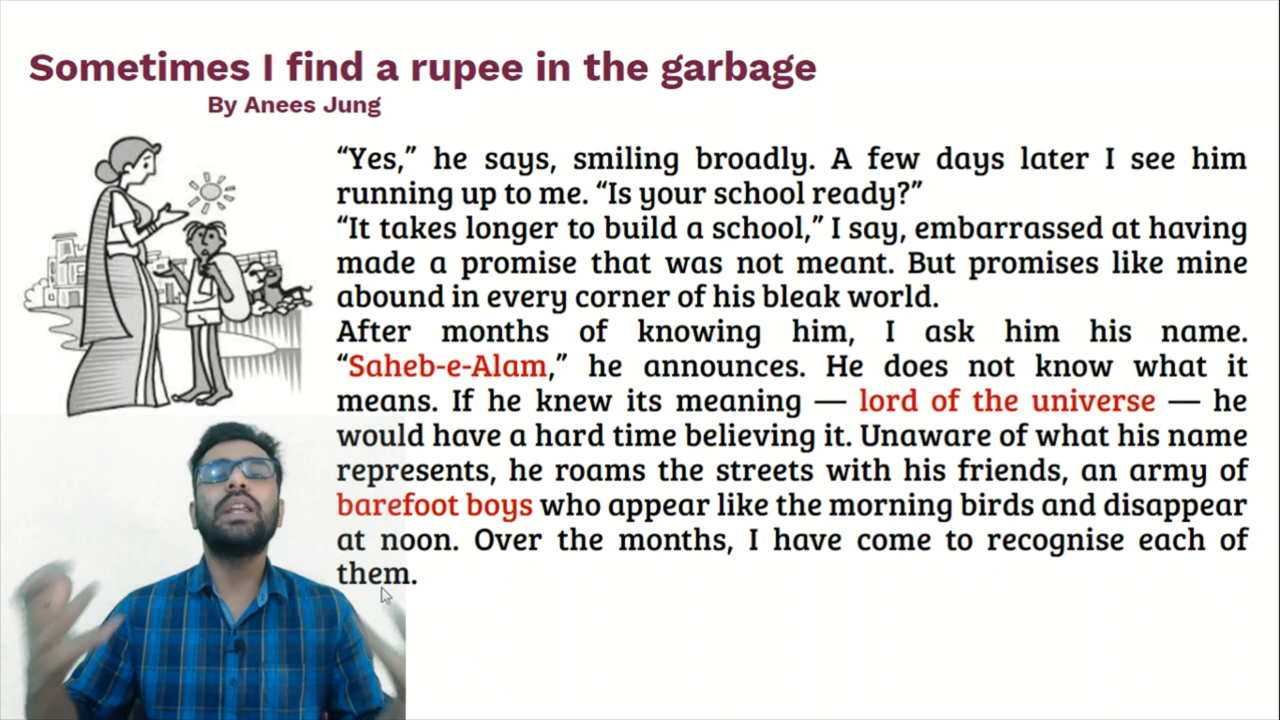 Sometimes I find a rupee in the garbage
By Anees Jung
“Yes,” he says, smiling broadly. A few days later I see him
running up to me. “Is your school ready?”
“It takes longer to build a school,” I say, embarrassed at having
made a promise that was not meant. But promises like mine
abound in every corner of his bleak world.
After months of knowing him, I ask him his name.
“Saheb-e-Alam,” he announces. He does not know what it
means. If he knew its meaning — lord of the universe — he
would have a hard time believing it. Unaware of what his name
represents, he roams the streets with his friends, an army of
barefoot boys who appear like the morning birds and disappear
at noon. Over the months, I have come to recognise each of
them.